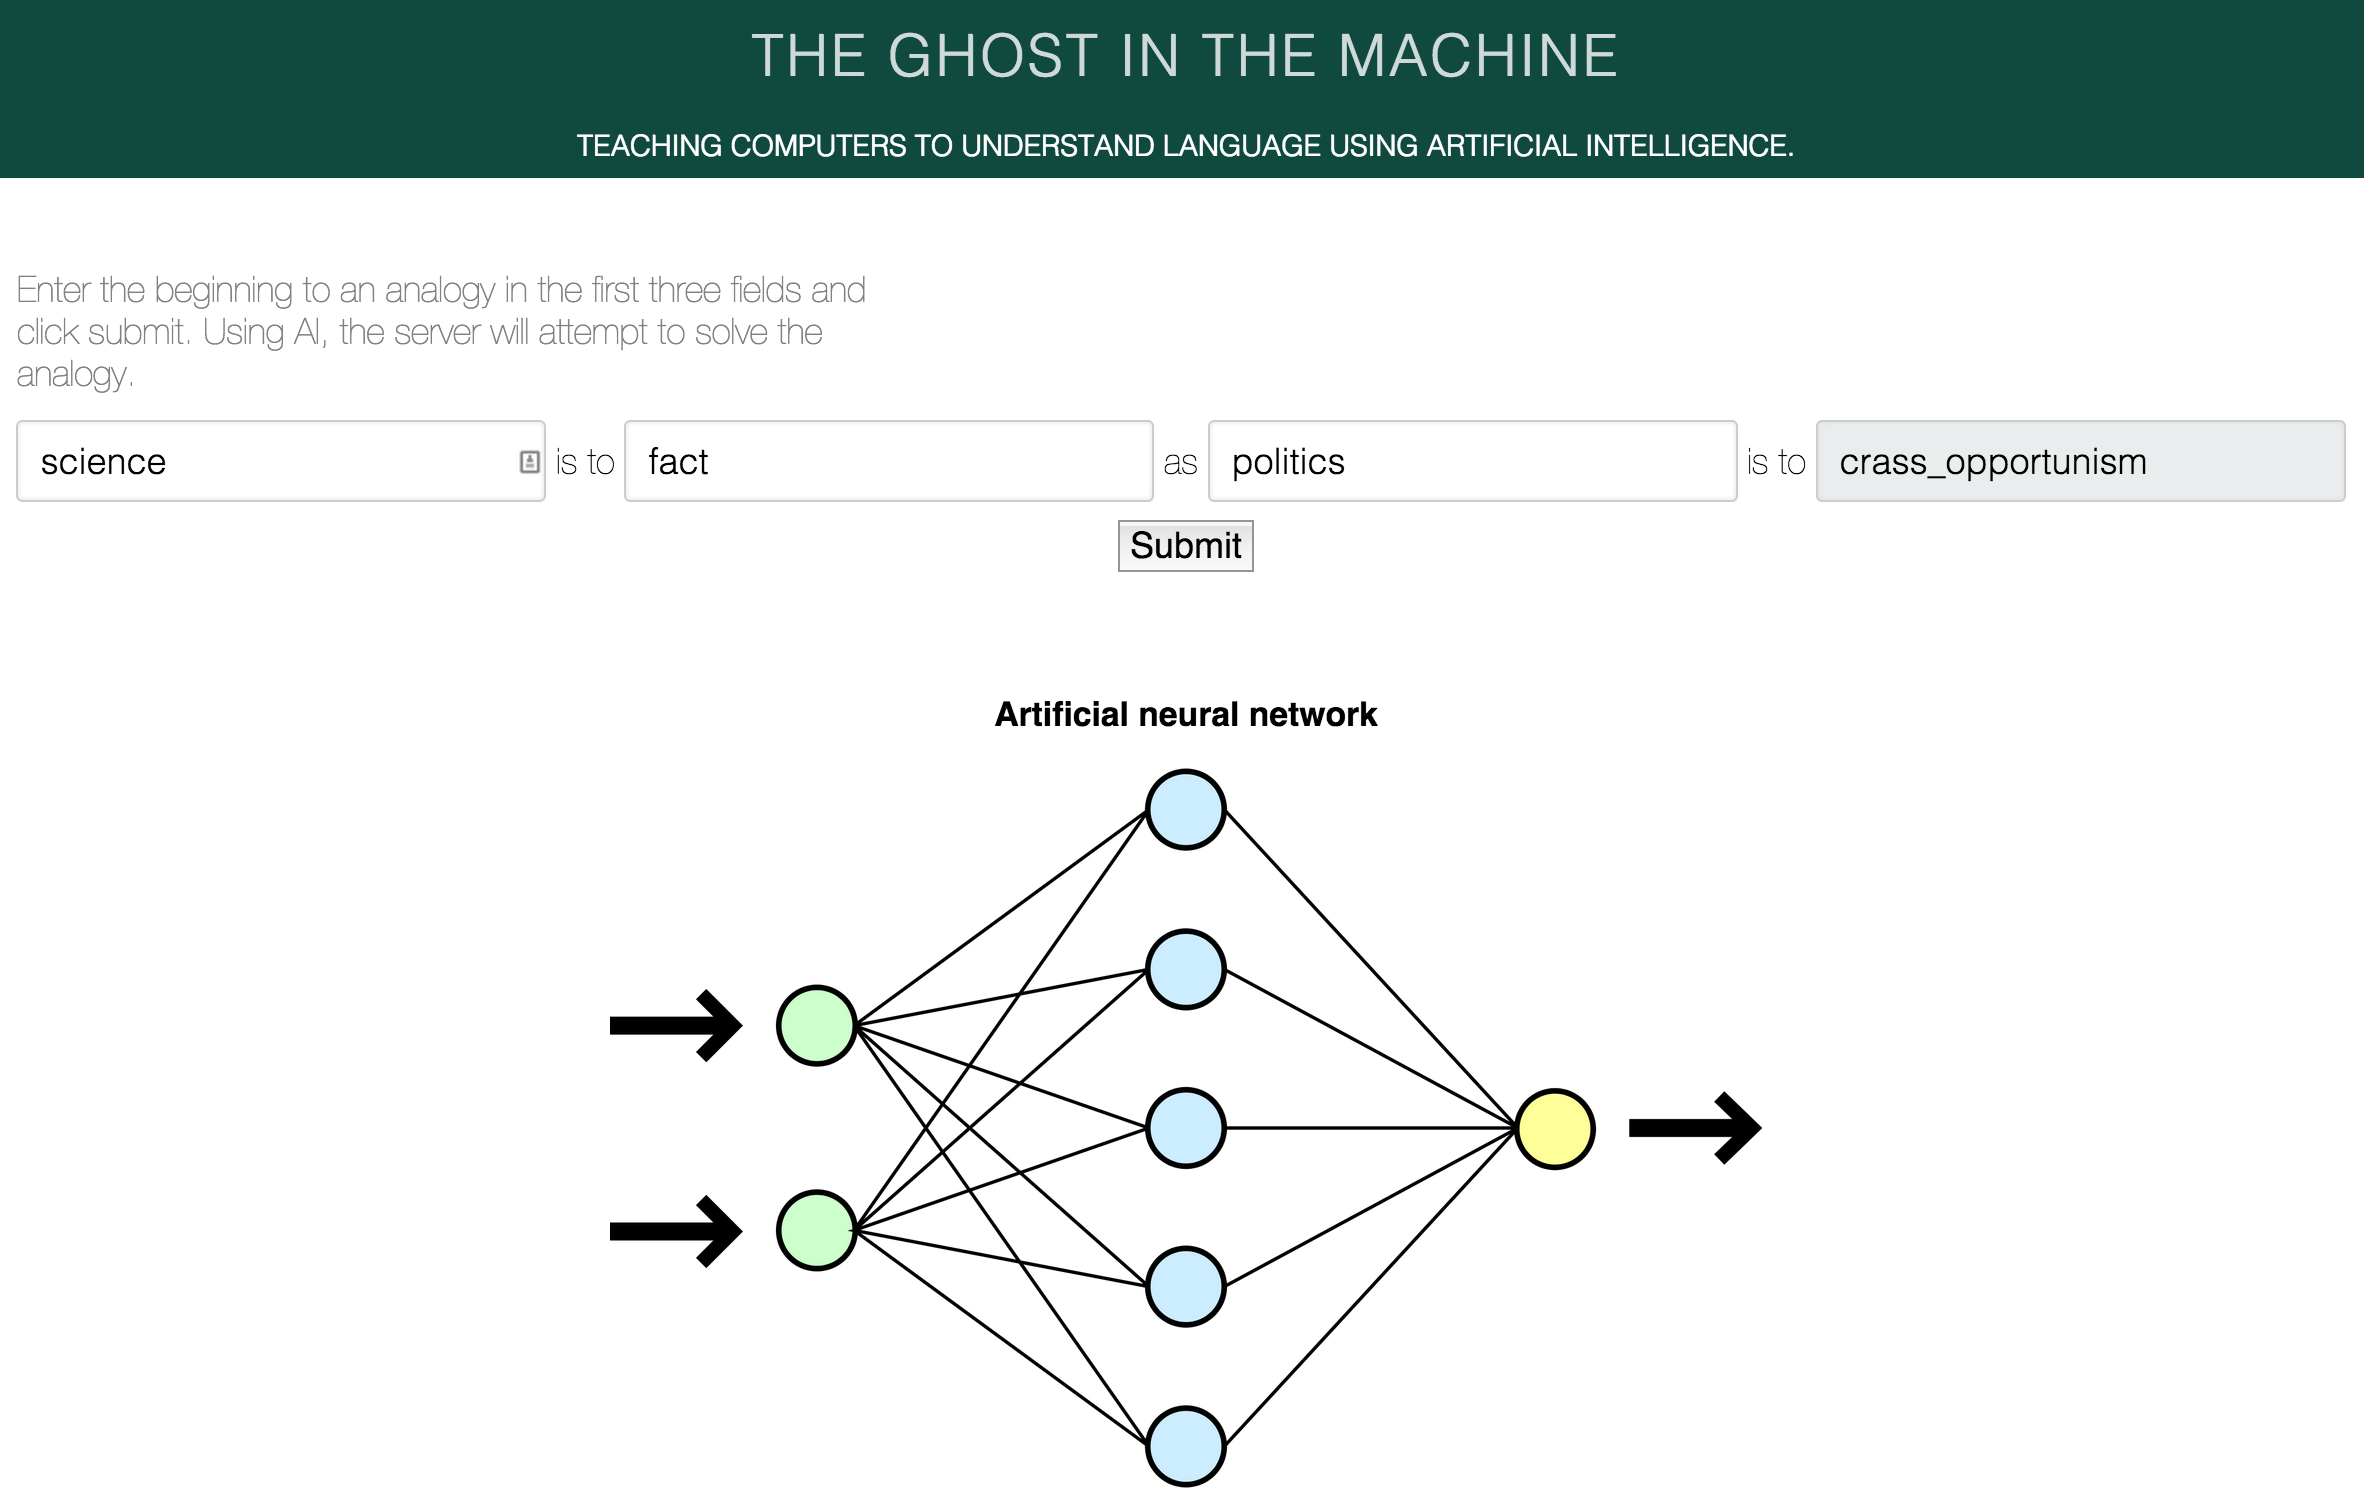 THE GHOST IN THE MACHINE
TEACHING COMPUTERS TO UNDERSTAND LANGUAGE USING ARTIFICIAL INTELLIGENCE.
Enter the beginning to an analogy in the first three fields and
click submit. Using AI, the server will attempt to solve the
analogy.
science is to fact as politics is to crass_opportunism
Submit
Artificial neural network